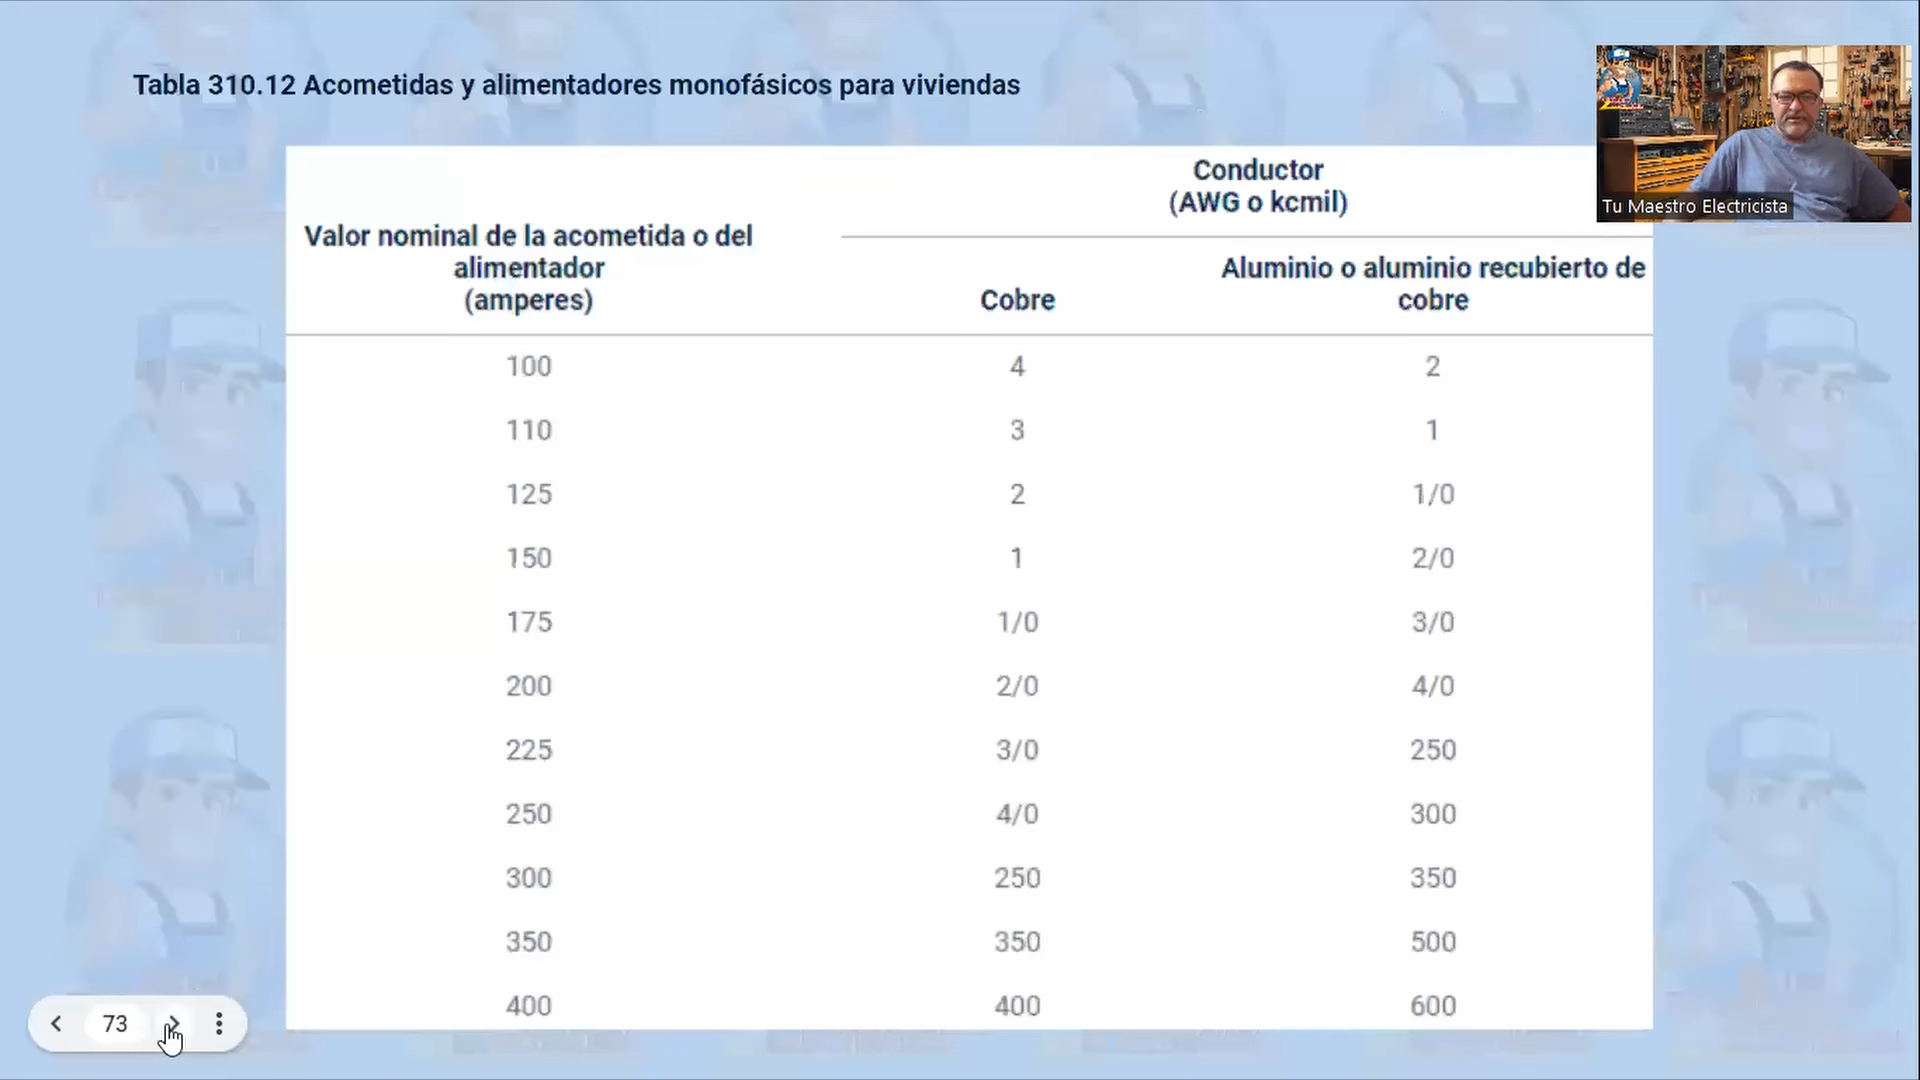 Tabla 310.12 Acometidas y alimentadores monofásicos para viviendas
Conductor
(AWG o kcmil)
Valor nominal de la acometida o del
alimentador
(amperes)
Cobre
Aluminio o aluminio recubierto de
cobre
100 4 2
110 3 1
125 2 1/0
150 1 2/0
175 1/0 3/0
200 2/0 4/0
225 3/0 250
250 4/0 300
300 250 350
350 350 500
400 400 600
Tu Maestro Electricista
73